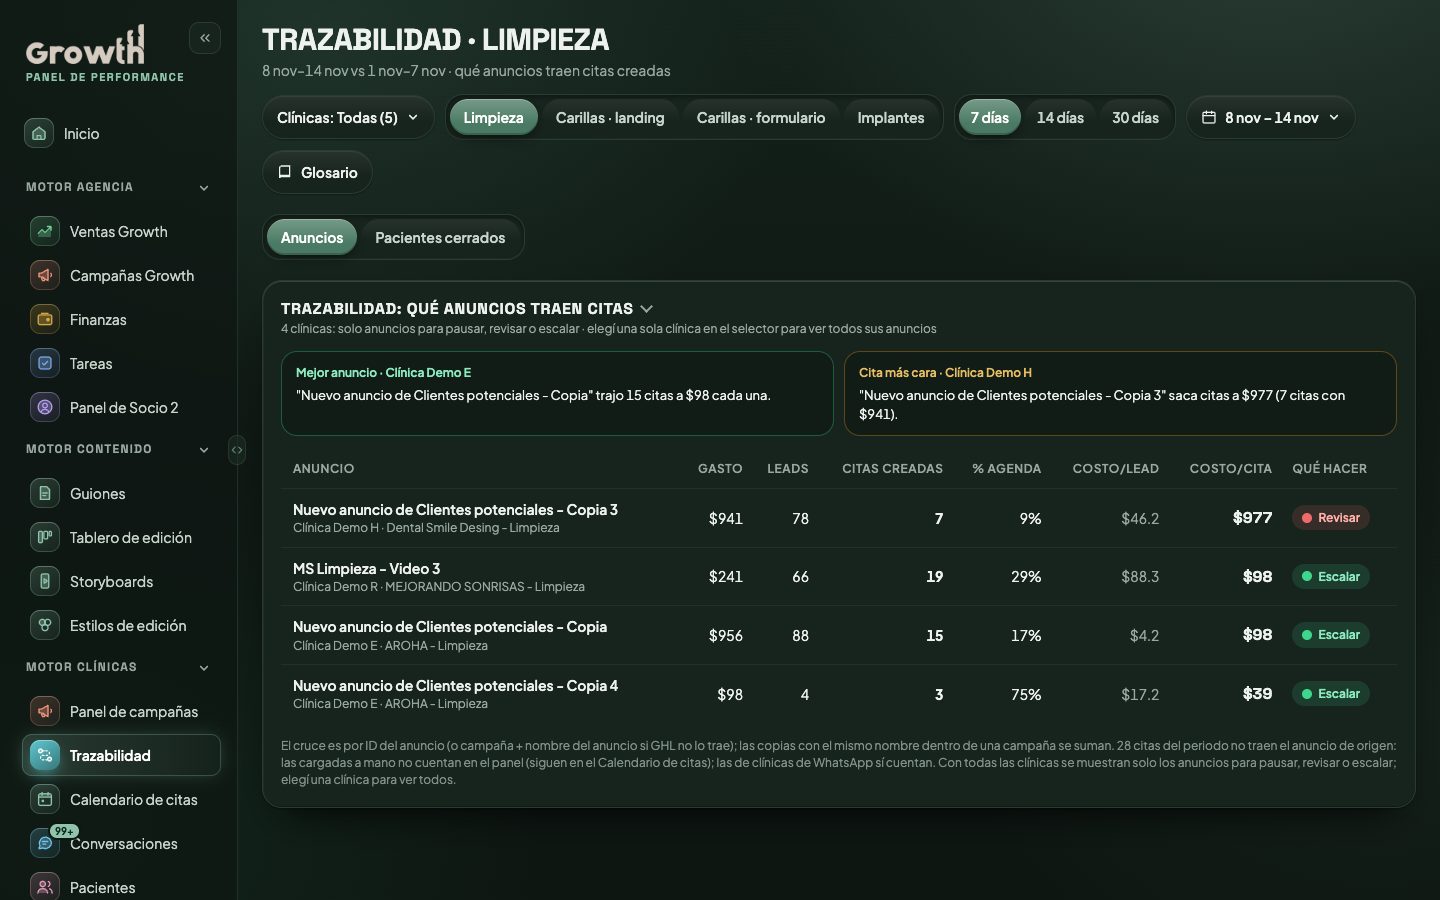 Growth
PANEL DE PERFORMANCE
Inicio
MOTOR AGENCIA
Ventas Growth
Campañas Growth
Finanzas
Tareas
Panel de Socio 2
MOTOR CONTENIDO
Guiones
Tablero de edición
Storyboards
Estilos de edición
MOTOR CLÍNICAS
Panel de campañas
Trazabilidad
Calendario de citas
99+
Conversaciones
Pacientes
TRAZABILIDAD · LIMPIEZA
8 nov–14 nov vs 1 nov–7 nov · qué anuncios traen citas creadas
Clínicas: Todas (5)
Limpieza
Carillas · landing
Carillas · formulario
Implantes
7 días
14 días
30 días
8 nov – 14 nov
Glosario
Anuncios
Pacientes cerrados
TRAZABILIDAD: QUÉ ANUNCIOS TRAEN CITAS
4 clínicas: solo anuncios para pausar, revisar o escalar · elegí una sola clínica en el selector para ver todos sus anuncios
Mejor anuncio · Clínica Demo E
"Nuevo anuncio de Clientes potenciales - Copia" trajo 15 citas a $98 cada una.
Cita más cara · Clínica Demo H
"Nuevo anuncio de Clientes potenciales - Copia 3" saca citas a $977 (7 citas con
$941).
ANUNCIO GASTO LEADS CITAS CREADAS % AGENDA COSTO/LEAD COSTO/CITA QUÉ HACER
Nuevo anuncio de Clientes potenciales - Copia 3
Clínica Demo H · Dental Smile Desing - Limpieza
$941 78 7 9% $46.2 $977 Revisar
MS Limpieza - Video 3
Clínica Demo R · MEJORANDO SONRISAS - Limpieza
$241 66 19 29% $88.3 $98 Escalar
Nuevo anuncio de Clientes potenciales - Copia
Clínica Demo E · AROHA - Limpieza
$956 88 15 17% $4.2 $98 Escalar
Nuevo anuncio de Clientes potenciales - Copia 4
Clínica Demo E · AROHA - Limpieza
$98 4 3 75% $17.2 $39 Escalar
El cruce es por ID del anuncio (o campaña + nombre del anuncio si GHL no lo trae); las copias con el mismo nombre dentro de una campaña se suman. 28 citas del periodo no traen el anuncio de origen:
las cargadas a mano no cuentan en el panel (siguen en el Calendario de citas); las de clínicas de WhatsApp sí cuentan. Con todas las clínicas se muestran solo los anuncios para pausar, revisar o escalar;
elegí una clínica para ver todos.